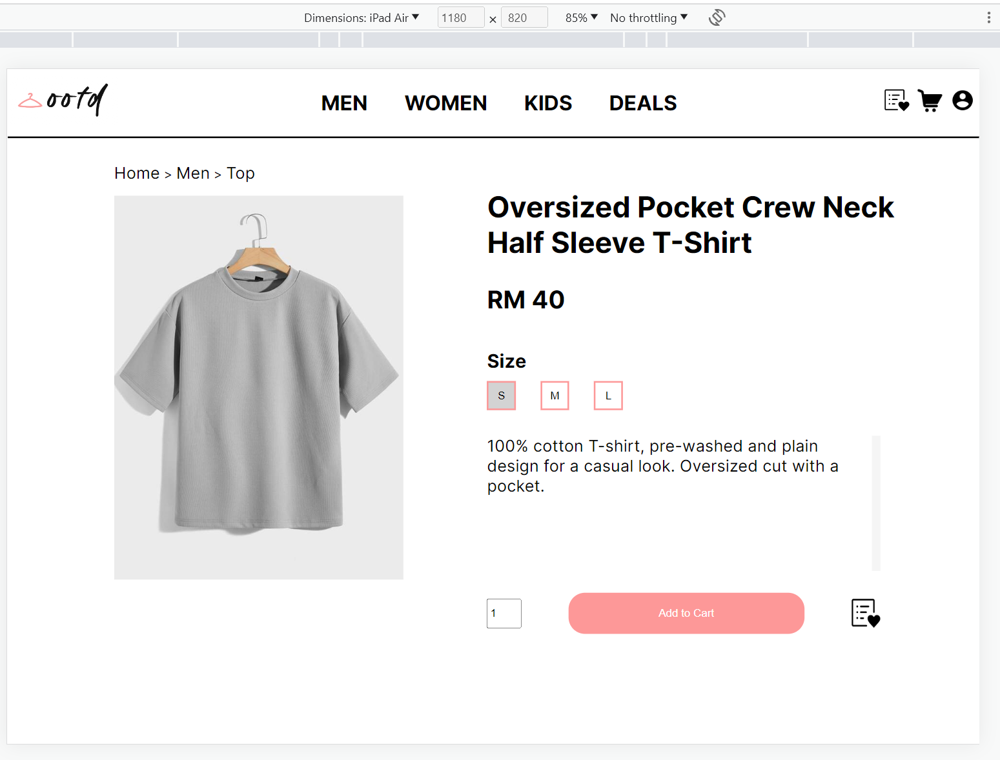 Dimensions: iPad Air ▼ 1180 × 820 85% ▼ No throttling ▼
ootd MEN WOMEN KIDS DEALS
Home > Men > Top
Oversized Pocket Crew Neck
Half Sleeve T-Shirt
RM 40
Size
S M L
100% cotton T-shirt, pre-washed and plain
design for a casual look. Oversized cut with a
pocket.
1 Add to Cart